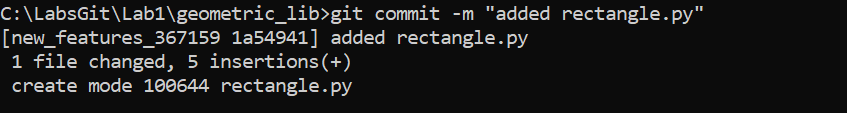 C:\LabsGit\Lab1\geometric_lib>git commit -m "added rectangle.py"
[new_features_367159 1a54941] added rectangle.py
 1 file changed, 5 insertions(+)
 create mode 100644 rectangle.py